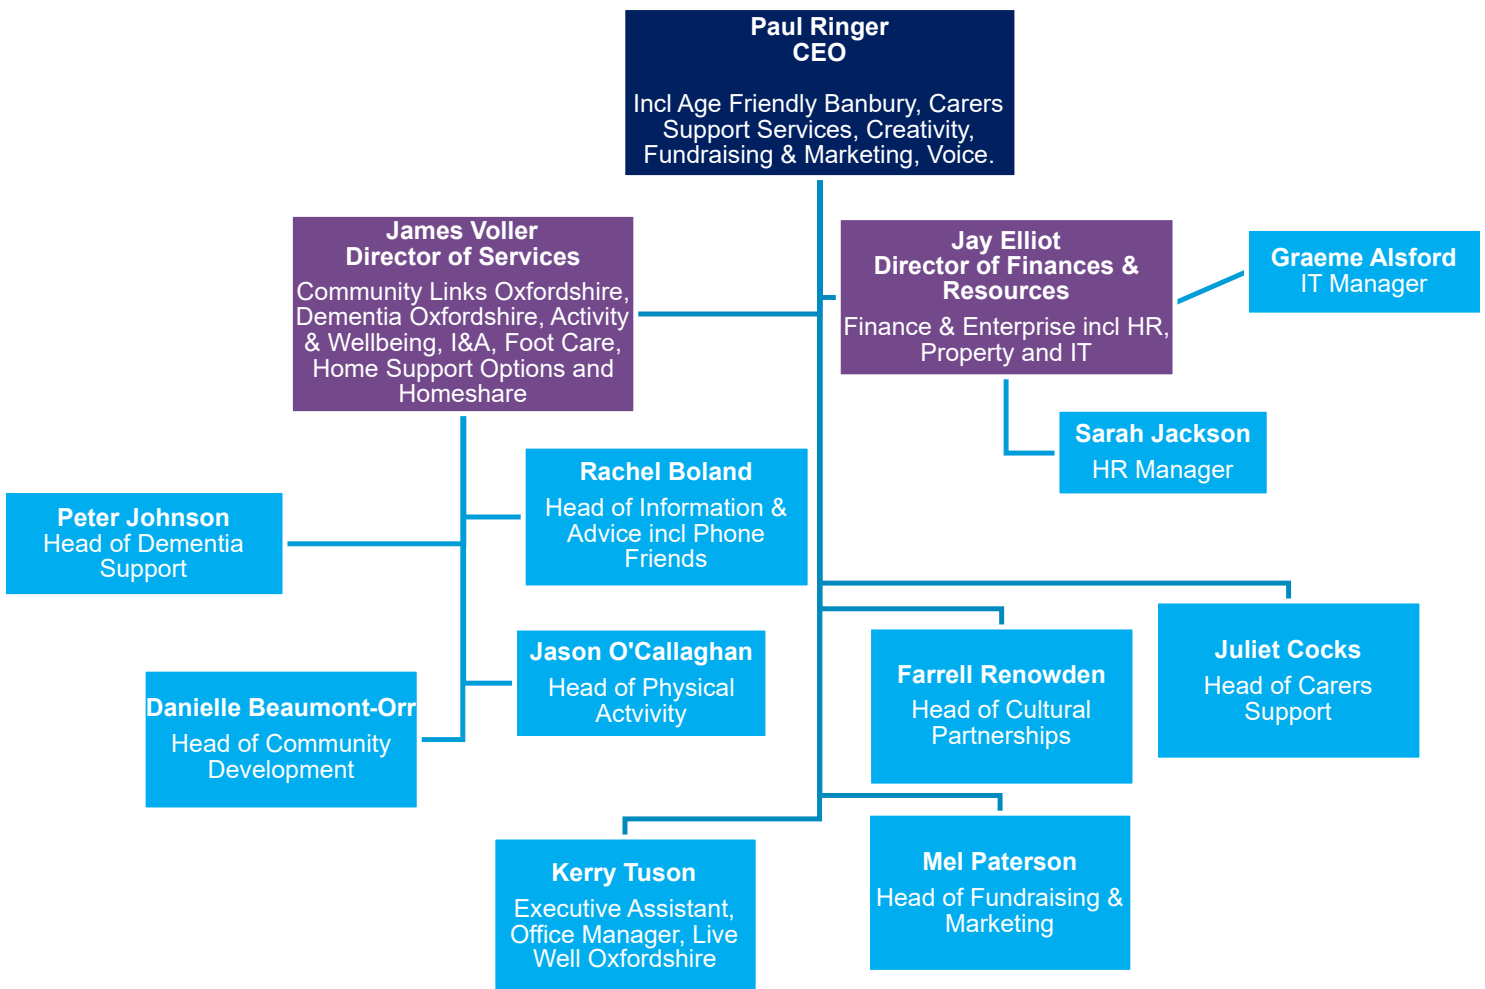 Paul Ringer
CEO
Incl Age Friendly Banbury, Carers
Support Services, Creativity,
Fundraising & Marketing, Voice.
James Voller
Director of Services
Community Links Oxfordshire,
Dementia Oxfordshire, Activity
& Wellbeing, I&A, Foot Care,
Home Support Options and
Homeshare
Jay Elliot
Director of Finances &
Resources
Finance & Enterprise incl HR,
Property and IT
Graeme Alsford
IT Manager
Sarah Jackson
HR Manager
Rachel Boland
Head of Information &
Advice incl Phone
Friends
Peter Johnson
Head of Dementia
Support
Jason O'Callaghan
Head of Physical
Actvivity
Danielle Beaumont-Orr
Head of Community
Development
Farrell Renowden
Head of Cultural
Partnerships
Juliet Cocks
Head of Carers
Support
Kerry Tuson
Executive Assistant,
Office Manager, Live
Well Oxfordshire
Mel Paterson
Head of Fundraising &
Marketing